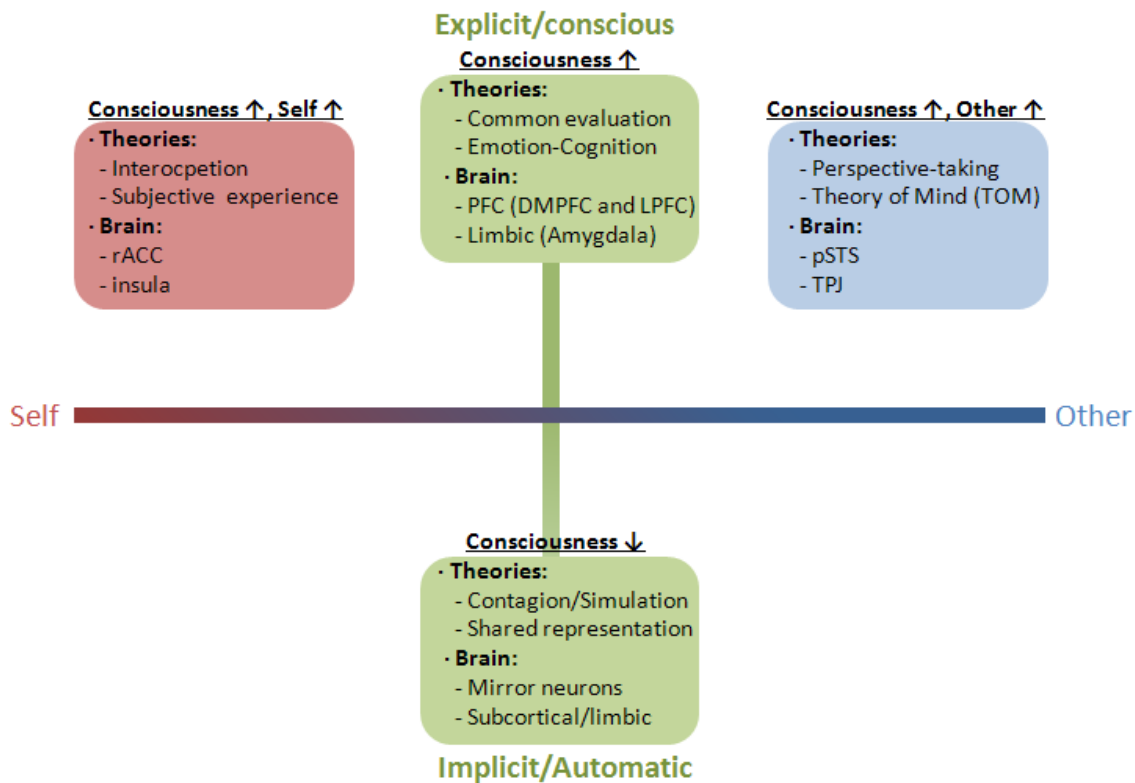 Explicit/conscious
Consciousness ↑
· Theories:
- Common evaluation
- Emotion-Cognition
· Brain:
- PFC (DMPFC and LPFC)
- Limbic (Amygdala)
Consciousness ↑, Self ↑
· Theories:
- Interocpetion
- Subjective experience
· Brain:
- rACC
- insula
Consciousness ↑, Other ↑
· Theories:
- Perspective-taking
- Theory of Mind (TOM)
· Brain:
- pSTS
- TPJ
Self
Other
Consciousness ↓
· Theories:
- Contagion/Simulation
- Shared representation
· Brain:
- Mirror neurons
- Subcortical/limbic
Implicit/Automatic